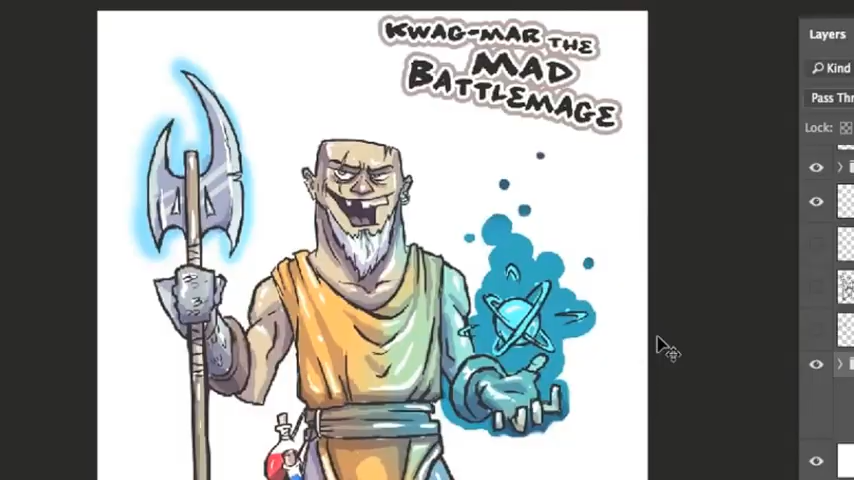 KWAG-MAR THE
MAD
BATTLEMAGE
Layers
Kind
Pass Thr
Lock: